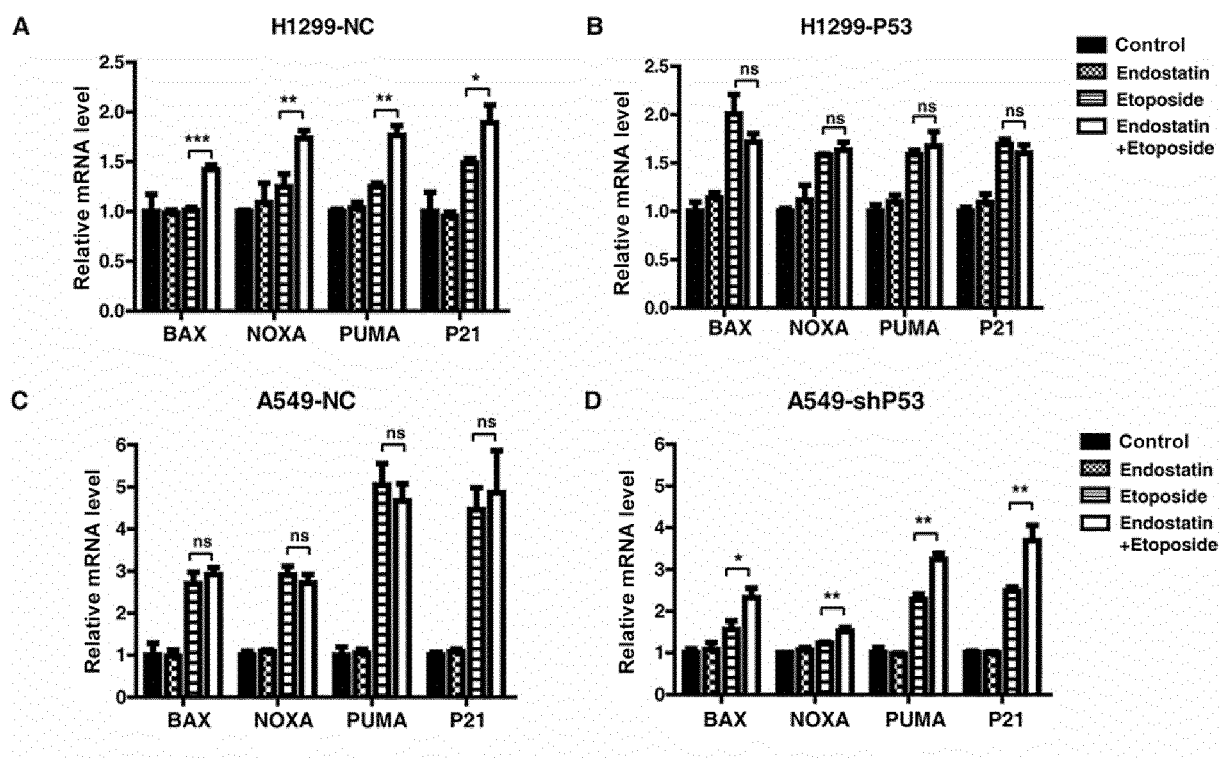 A
H1299-NC
Relative mRNA level
2.5
2.0
1.5
1.0
0.5
0.0
***
**
**
*
BAX
NOXA
PUMA
P21
B
H1299-P53
Relative mRNA level
2.5
2.0
1.5
1.0
0.5
0.0
ns
ns
ns
ns
BAX
NOXA
PUMA
P21
Control
Endostatin
Etoposide
Endostatin
+Etoposide
C
A549-NC
Relative mRNA level
6
5
4
3
2
1
0
ns
ns
ns
ns
BAX
NOXA
PUMA
P21
D
A549-shP53
Relative mRNA level
6
5
4
3
2
1
0
*
**
**
**
BAX
NOXA
PUMA
P21
Control
Endostatin
Etoposide
Endostatin
+Etoposide